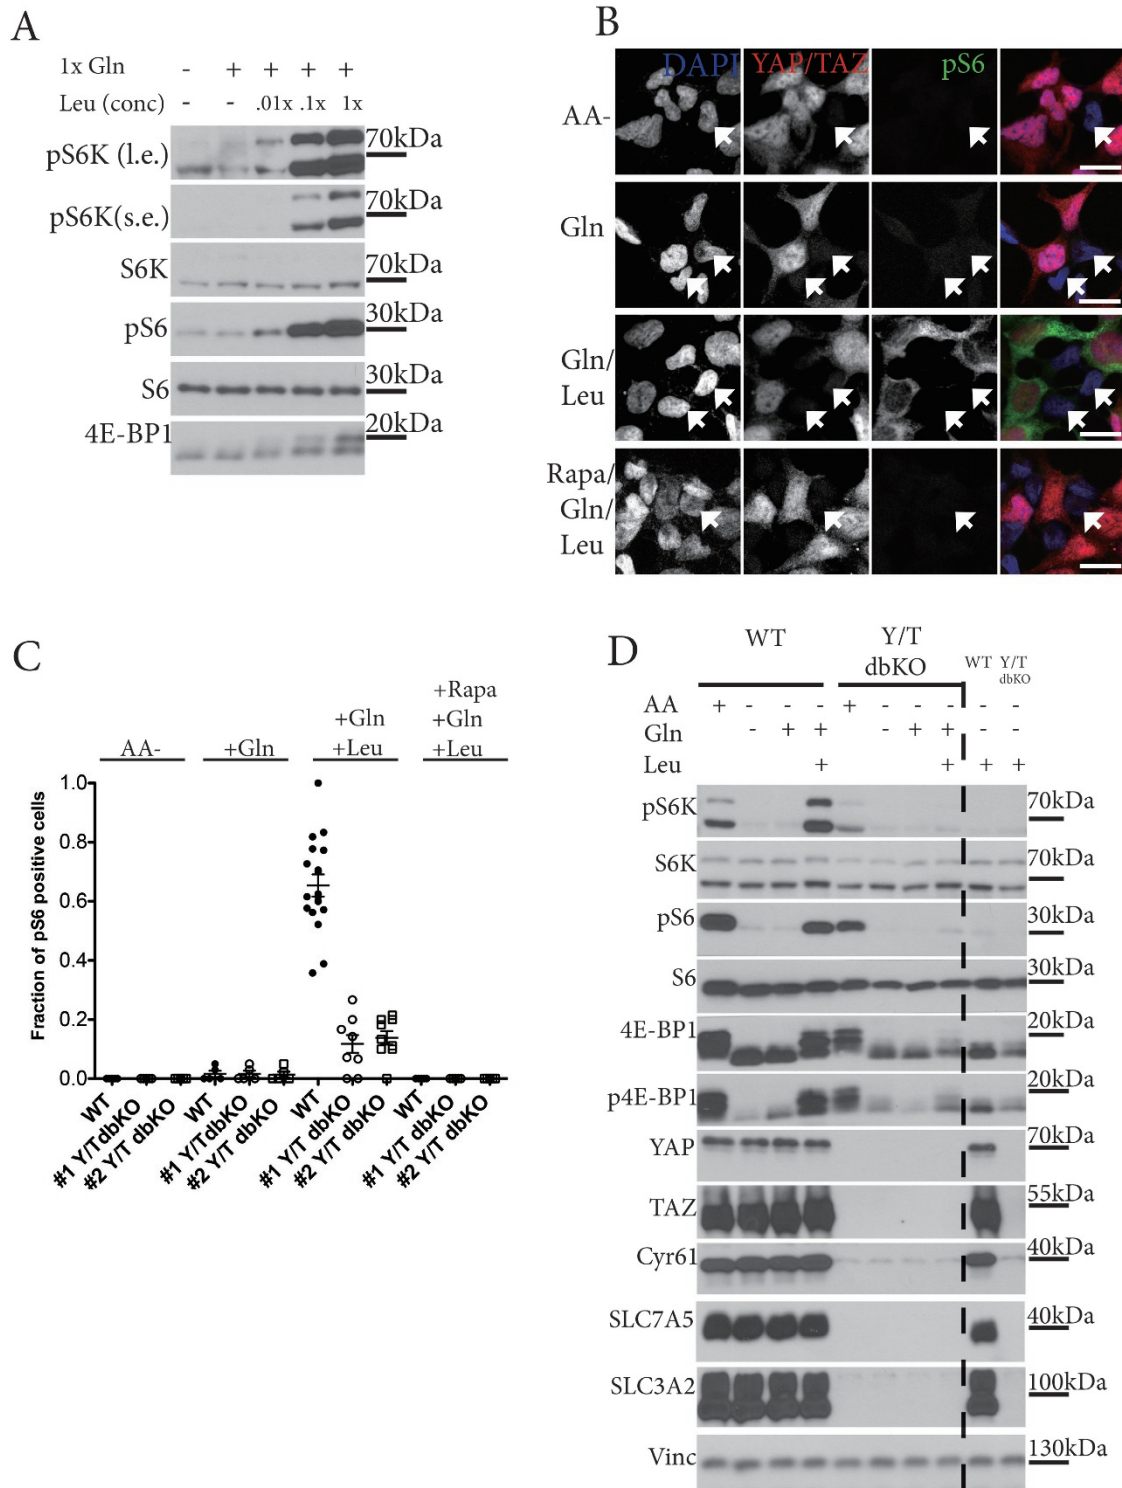 A
1x Gln - + + + +
Leu (conc) - - .01x .1x 1x
pS6K (l.e.) 70kDa
pS6K(s.e.) 70kDa
S6K 70kDa
pS6 30kDa
S6 30kDa
4E-BP1 20kDa
B
DAPI YAP/TAZ pS6
AA-
Gln
Gln/
Leu
Rapa/
Gln/
Leu
C
AA-
+Gln
+Gln
+Leu
+Rapa
+Gln
+Leu
Fraction of pS6 positive cells
1.0
0.8
0.6
0.4
0.2
0.0
WT
#1 Y/TdbKO
#2 Y/T dbKO
WT
#1 Y/TdbKO
#2 Y/T dbKO
WT
#1 Y/T dbKO
#2 Y/T dbKO
WT
#1 Y/T dbKO
#2 Y/T dbKO
D
WT
Y/T
dbKO
WT
Y/T
dbKO
AA + - - - + - - - - -
Gln - + + - + + - -
Leu + + + +
pS6K 70kDa
S6K 70kDa
pS6 30kDa
S6 30kDa
4E-BP1 20kDa
p4E-BP1 20kDa
YAP 70kDa
TAZ 55kDa
Cyr61 40kDa
SLC7A5 40kDa
SLC3A2 100kDa
Vinc 130kDa